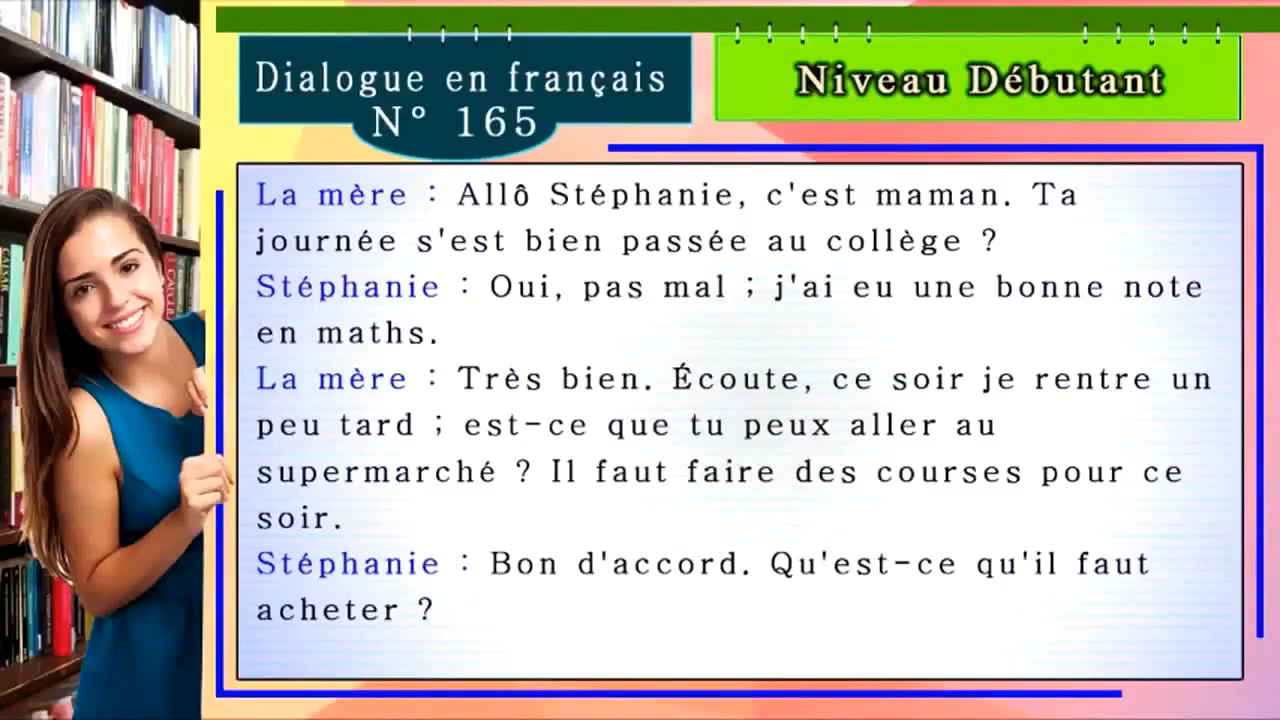 Dialogue en français
N° 165
Niveau Débutant
La mère : Allô Stéphanie, c'est maman. Ta
journée s'est bien passée au collège ?
Stéphanie : Oui, pas mal ; j'ai eu une bonne note
en maths.
La mère : Très bien. Écoute, ce soir je rentre un
peu tard ; est-ce que tu peux aller au
supermarché ? Il faut faire des courses pour ce
soir.
Stéphanie : Bon d'accord. Qu'est-ce qu'il faut
acheter ?